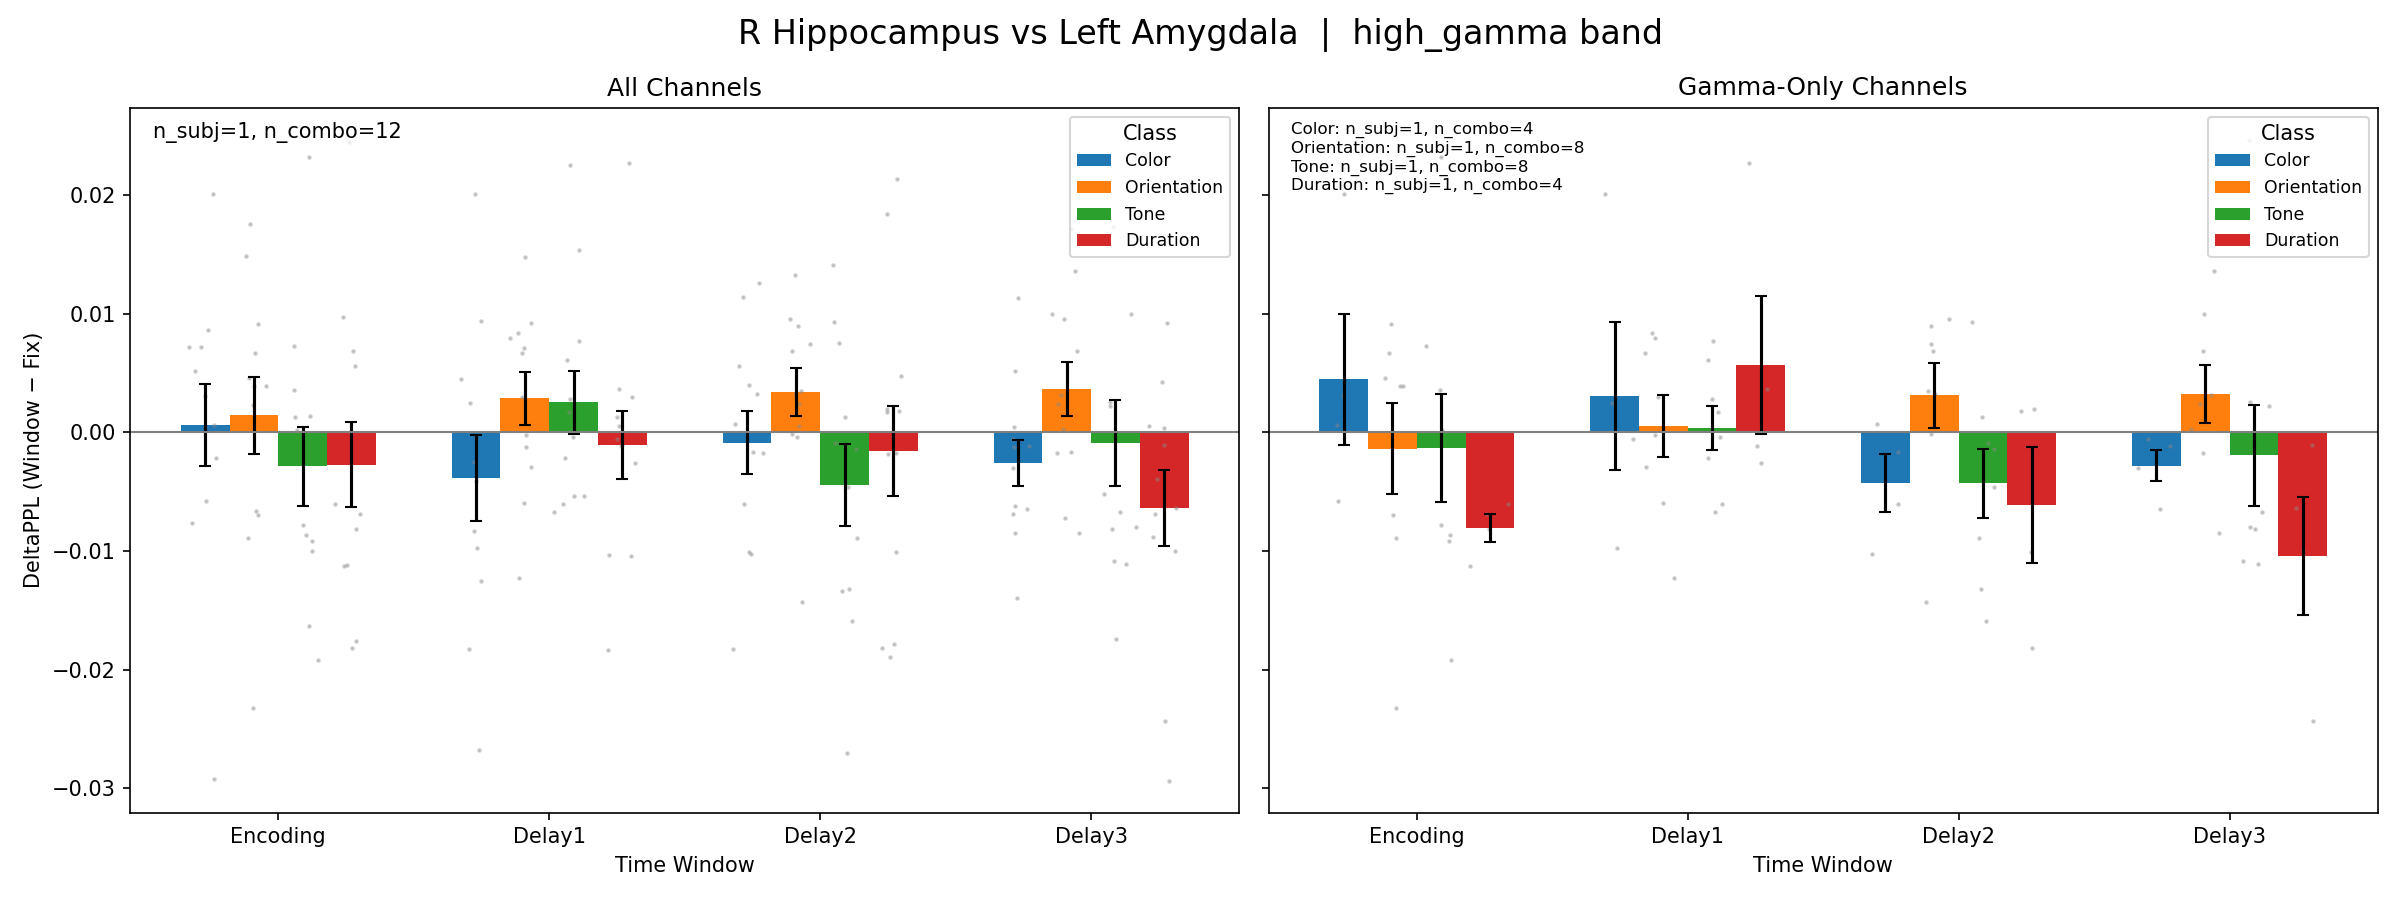 R Hippocampus vs Left Amygdala | high_gamma band
All Channels
n_subj=1, n_combo=12
Class
Color
Orientation
Tone
Duration
DeltaPPL (Window − Fix)
0.02
0.01
0.00
−0.01
−0.02
−0.03
Encoding
Delay1
Delay2
Delay3
Time Window
Gamma-Only Channels
Color: n_subj=1, n_combo=4
Orientation: n_subj=1, n_combo=8
Tone: n_subj=1, n_combo=8
Duration: n_subj=1, n_combo=4
Class
Color
Orientation
Tone
Duration
Encoding
Delay1
Delay2
Delay3
Time Window